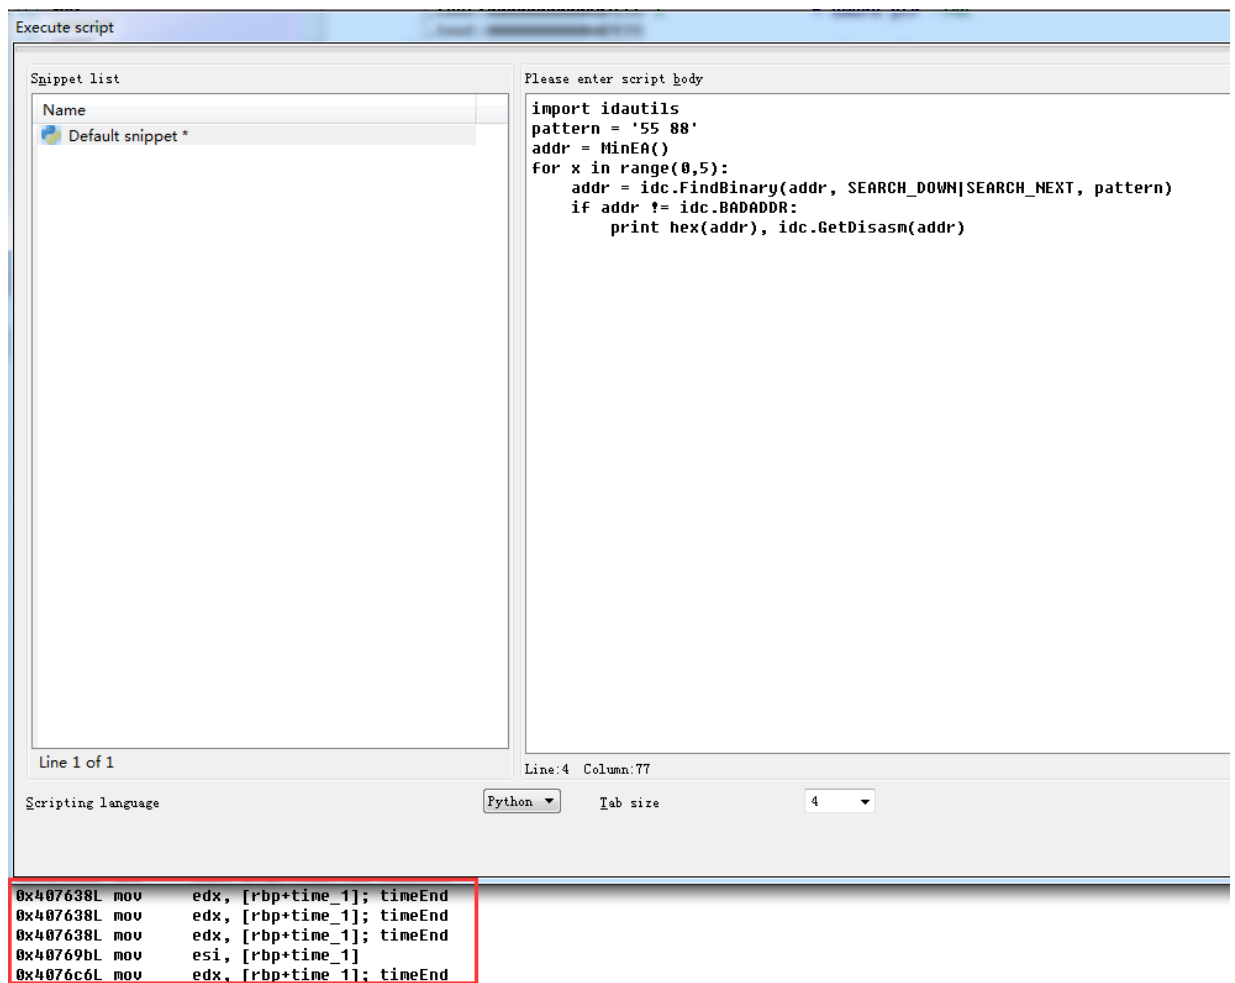 Execute script
Snippet list
Name
Default snippet *
Line 1 of 1
Please enter script body
import idautils
pattern = '55 88'
addr = MinEA()
for x in range(0,5):
    addr = idc.FindBinary(addr, SEARCH_DOWN|SEARCH_NEXT, pattern)
    if addr != idc.BADADDR:
        print hex(addr), idc.GetDisasm(addr)
Line:4 Column:77
Scripting language
Python
Tab size
4
0x407638L mov edx, [rbp+time_1]; timeEnd
0x407638L mov edx, [rbp+time_1]; timeEnd
0x407638L mov edx, [rbp+time_1]; timeEnd
0x40769bL mov esi, [rbp+time_1]
0x4076c6L mov edx, [rbp+time_1]; timeEnd